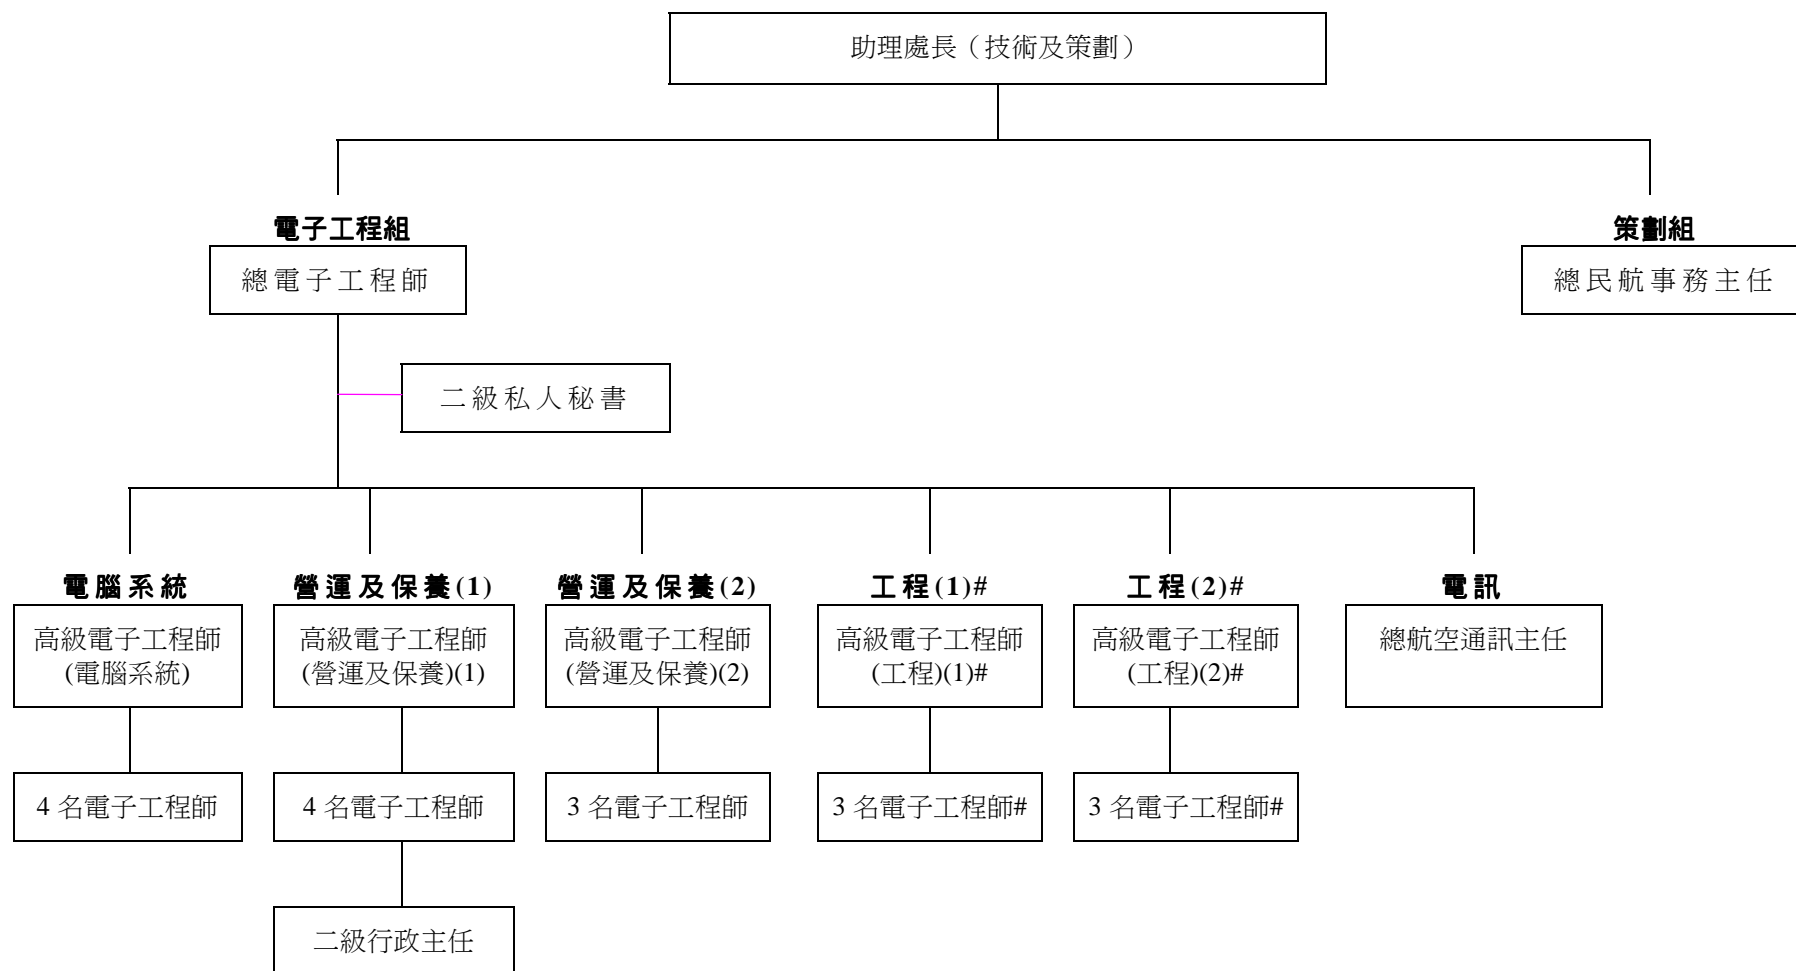 助理處長（技術及策劃）
電子工程組
策劃組
總電子工程師
總民航事務主任
二級私人秘書
電腦系統
營運及保養(1)
營運及保養(2)
工程(1)#
工程(2)#
電訊
高級電子工程師
(電腦系統)
高級電子工程師
(營運及保養)(1)
高級電子工程師
(營運及保養)(2)
高級電子工程師
(工程)(1)#
高級電子工程師
(工程)(2)#
總航空通訊主任
4 名電子工程師
4 名電子工程師
3 名電子工程師
3 名電子工程師#
3 名電子工程師#
二級行政主任